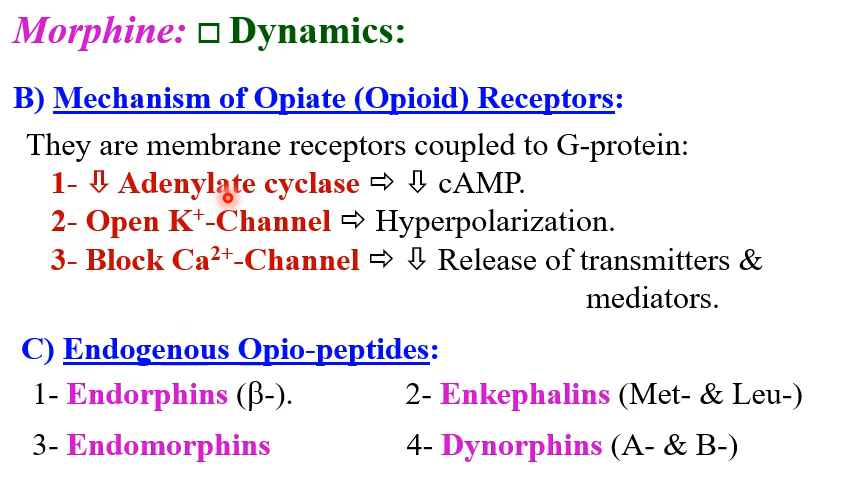 Morphine: □ Dynamics:
B) Mechanism of Opiate (Opioid) Receptors:
They are membrane receptors coupled to G-protein:
1- ⇩ Adenylate cyclase ⇨ ⇩ cAMP.
2- Open K⁺-Channel ⇨ Hyperpolarization.
3- Block Ca²⁺-Channel ⇨ ⇩ Release of transmitters &
mediators.
C) Endogenous Opio-peptides:
1- Endorphins (β-). 2- Enkephalins (Met- & Leu-)
3- Endomorphins 4- Dynorphins (A- & B-)